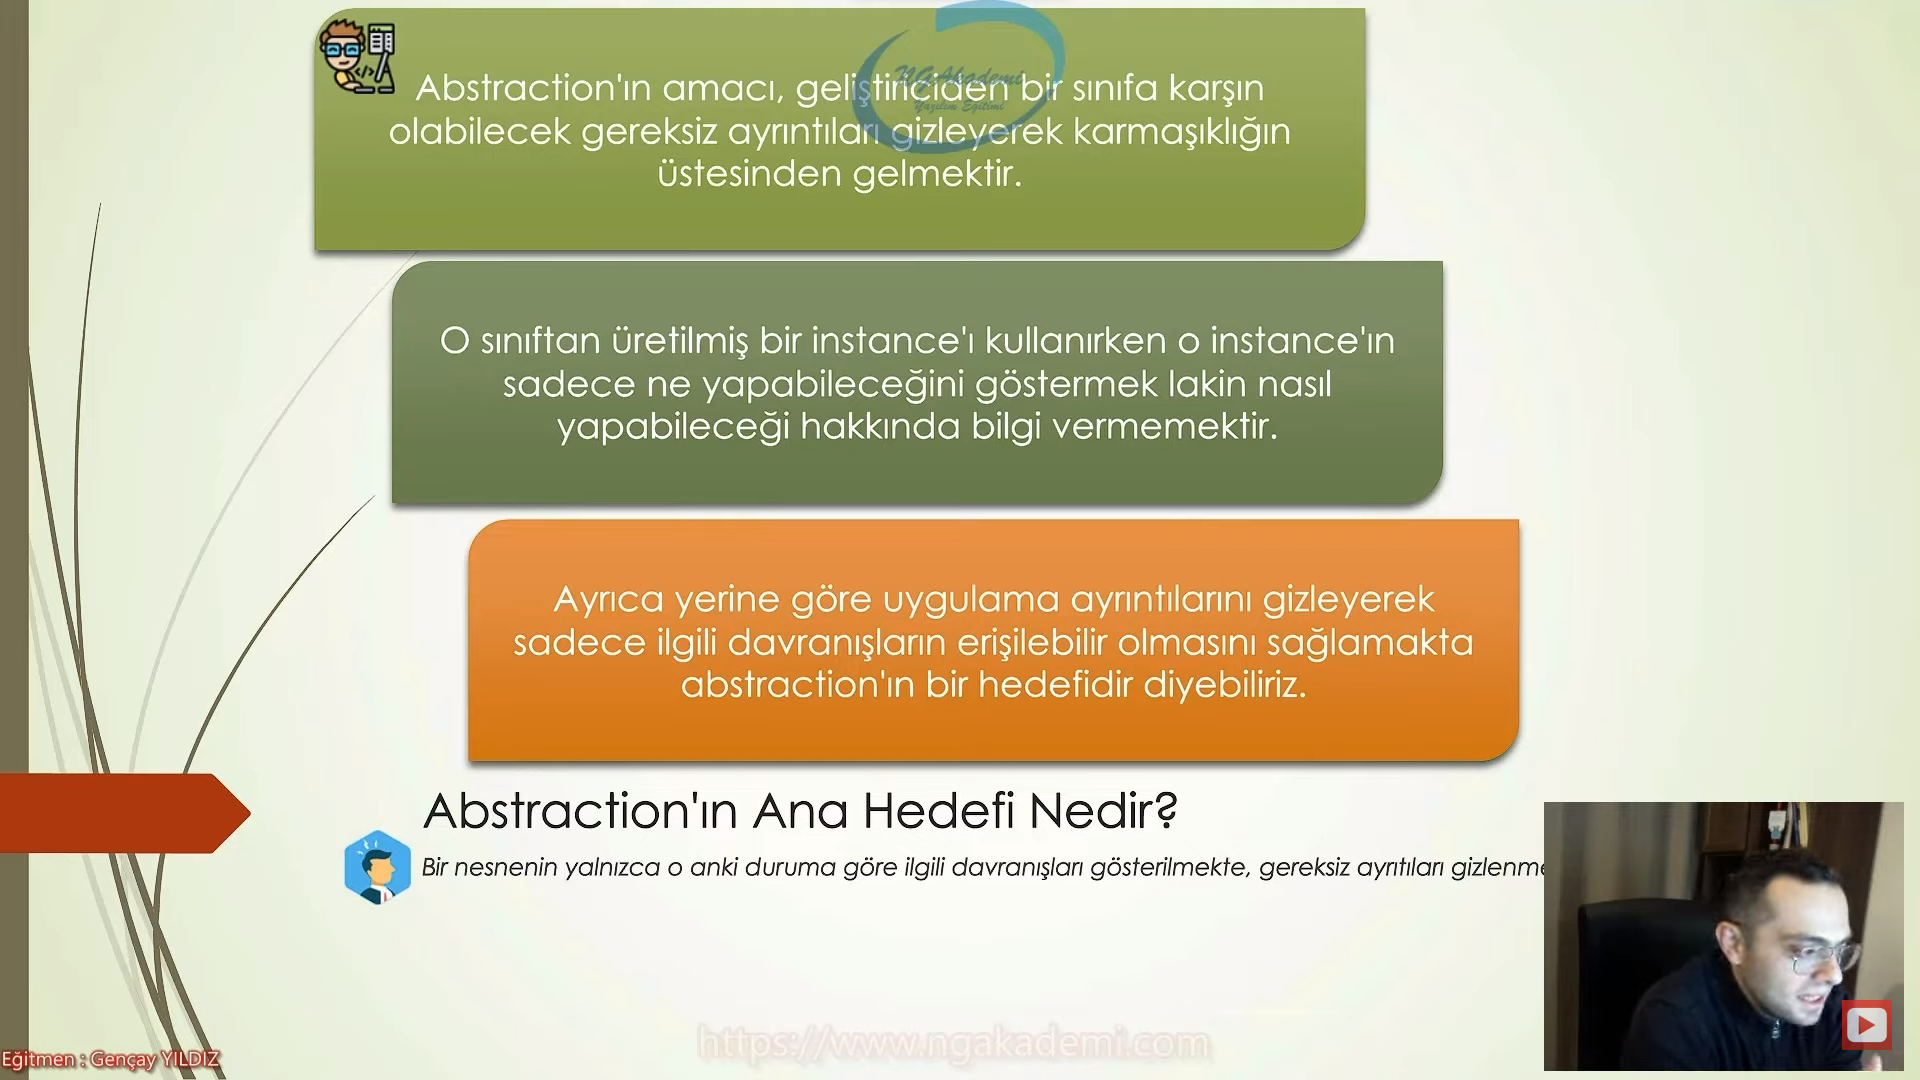 NGAkademi
Yazılım Eğitimi
Abstraction'ın amacı, geliştiriciden bir sınıfa karşın
olabilecek gereksiz ayrıntıları gizleyerek karmaşıklığın
üstesinden gelmektir.
O sınıftan üretilmiş bir instance'ı kullanırken o instance'ın
sadece ne yapabileceğini göstermek lakin nasıl
yapabileceği hakkında bilgi vermemektir.
Ayrıca yerine göre uygulama ayrıntılarını gizleyerek
sadece ilgili davranışların erişilebilir olmasını sağlamakta
abstraction'ın bir hedefidir diyebiliriz.
Abstraction'ın Ana Hedefi Nedir?
Bir nesnenin yalnızca o anki duruma göre ilgili davranışları gösterilmekte, gereksiz ayrıtıları
https://www.ngakademi.com
Eğitmen : Gençay YILDIZ